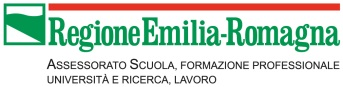 RegioneEmilia-Romagna
ASSESSORATO SCUOLA, FORMAZIONE PROFESSIONALE
UNIVERSITÀ E RICERCA, LAVORO